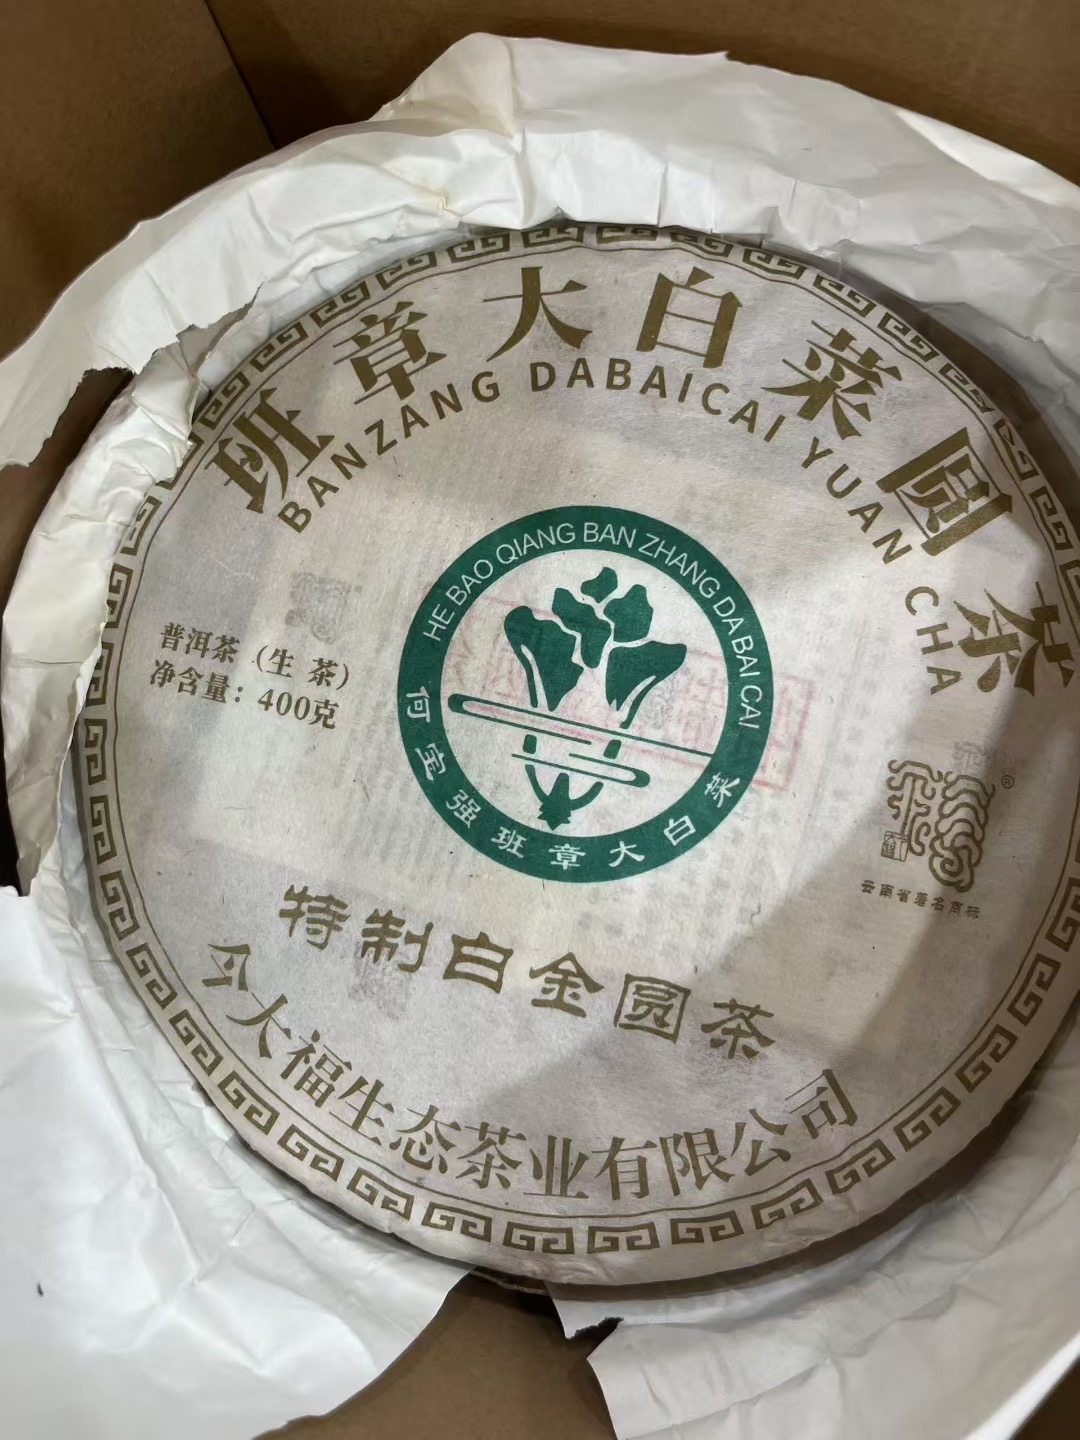 班章大白菜圆茶
BANZANG DABAICAI YUAN CHA
HE BAO QIANG BAN ZHANG DA BAI CAI
何宝强班章大白菜
普洱茶（生 茶）
净含量：400克
®
云南省著名商标
特制白金圆茶
大福生态茶业有限公司